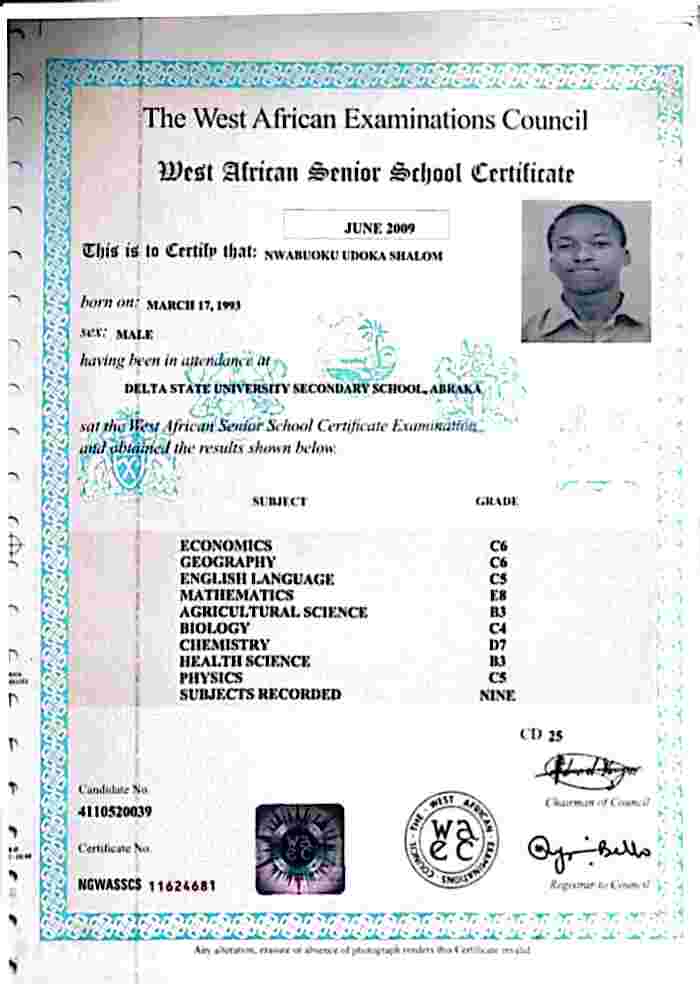 The West African Examinations Council
West African Senior School Certificate
JUNE 2009
This is to Certify that: NWABUOKU UDOKA SHALOM
born on: MARCH 17, 1993
sex: MALE
having been in attendance at
DELTA STATE UNIVERSITY SECONDARY SCHOOL, ABRAKA
sat the West African Senior School Certificate Examination
and obtained the results shown below.
SUBJECT GRADE
ECONOMICS C6
GEOGRAPHY C6
ENGLISH LANGUAGE C5
MATHEMATICS E8
AGRICULTURAL SCIENCE B3
BIOLOGY C4
CHEMISTRY D7
HEALTH SCIENCE B3
PHYSICS C5
SUBJECTS RECORDED NINE
CD 25
Chairman of Council
Candidate No.
4110520039
Certificate No.
NGWASSCS 11624681
THE WEST AFRICAN EXAMINATIONS COUNCIL
waec
Registrar to Council
Any alteration, erasure or absence of photograph renders this Certificate invalid